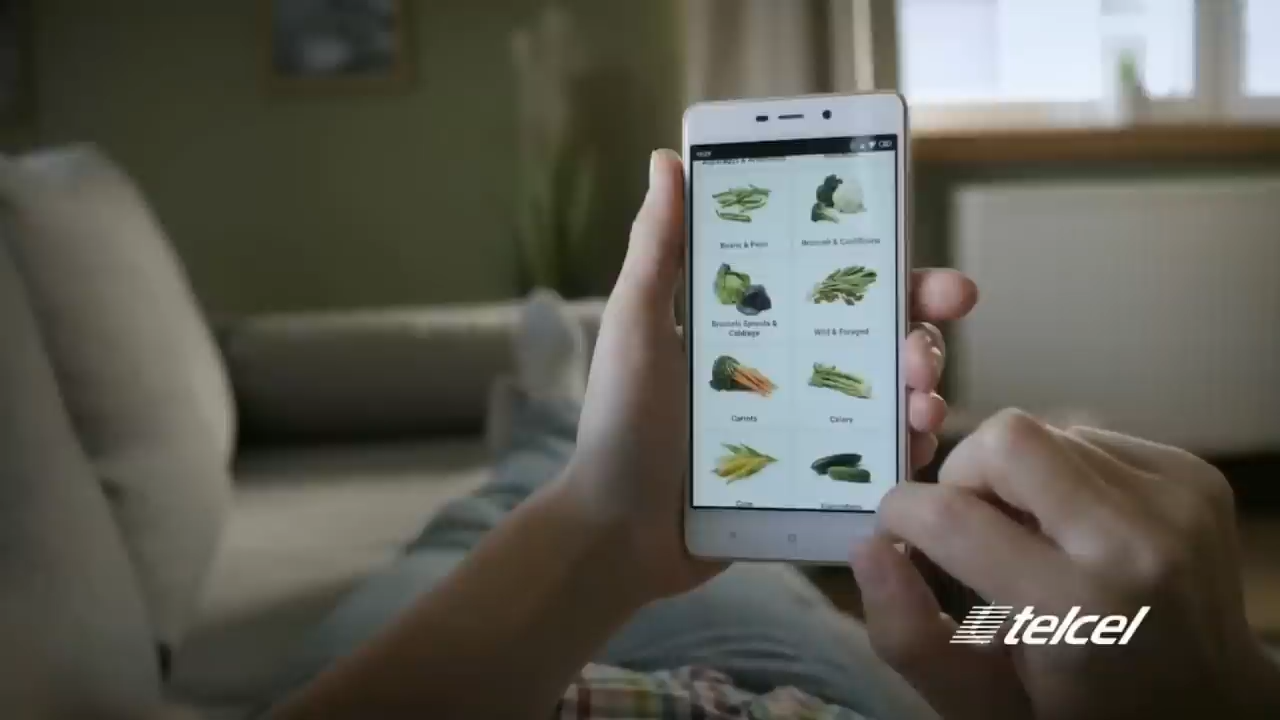 Beans & Peas
Broccoli & Cauliflower
Brussels Sprouts &
Cabbage
Wild & Foraged
Carrots
Celery
telcel